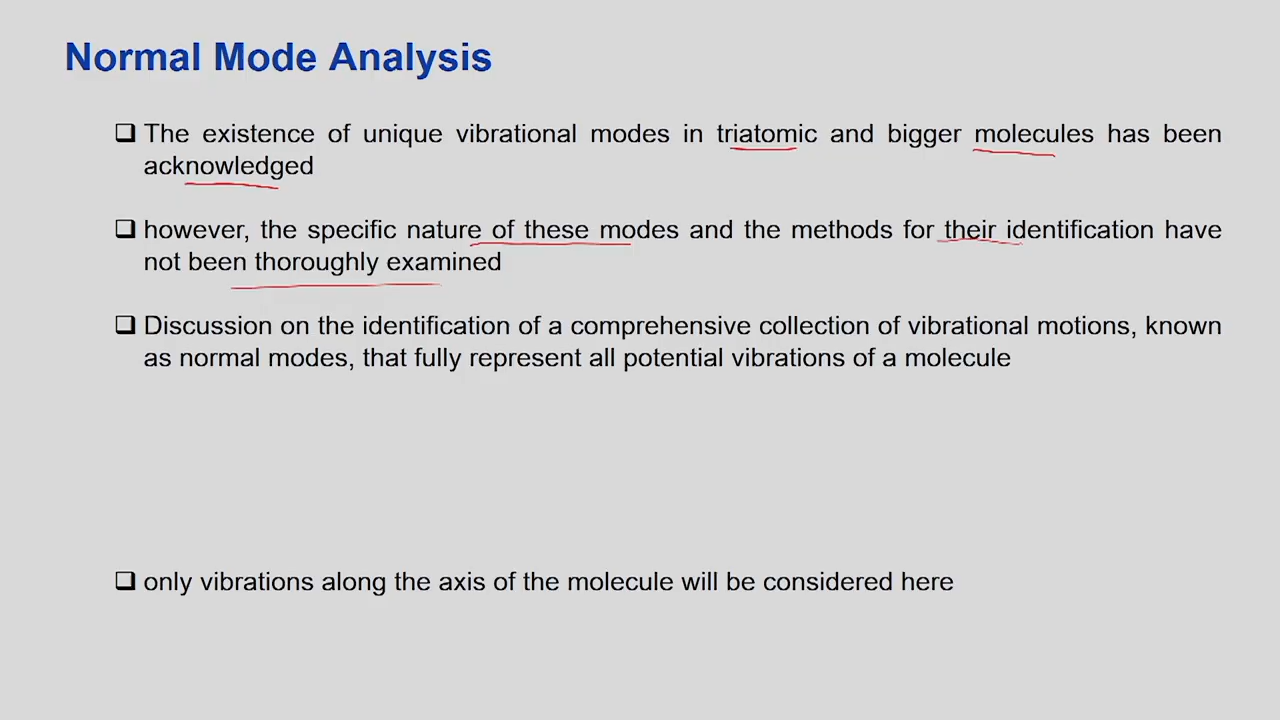 Normal Mode Analysis
❑ The existence of unique vibrational modes in triatomic and bigger molecules has been
acknowledged
❑ however, the specific nature of these modes and the methods for their identification have
not been thoroughly examined
❑ Discussion on the identification of a comprehensive collection of vibrational motions, known
as normal modes, that fully represent all potential vibrations of a molecule
❑ only vibrations along the axis of the molecule will be considered here